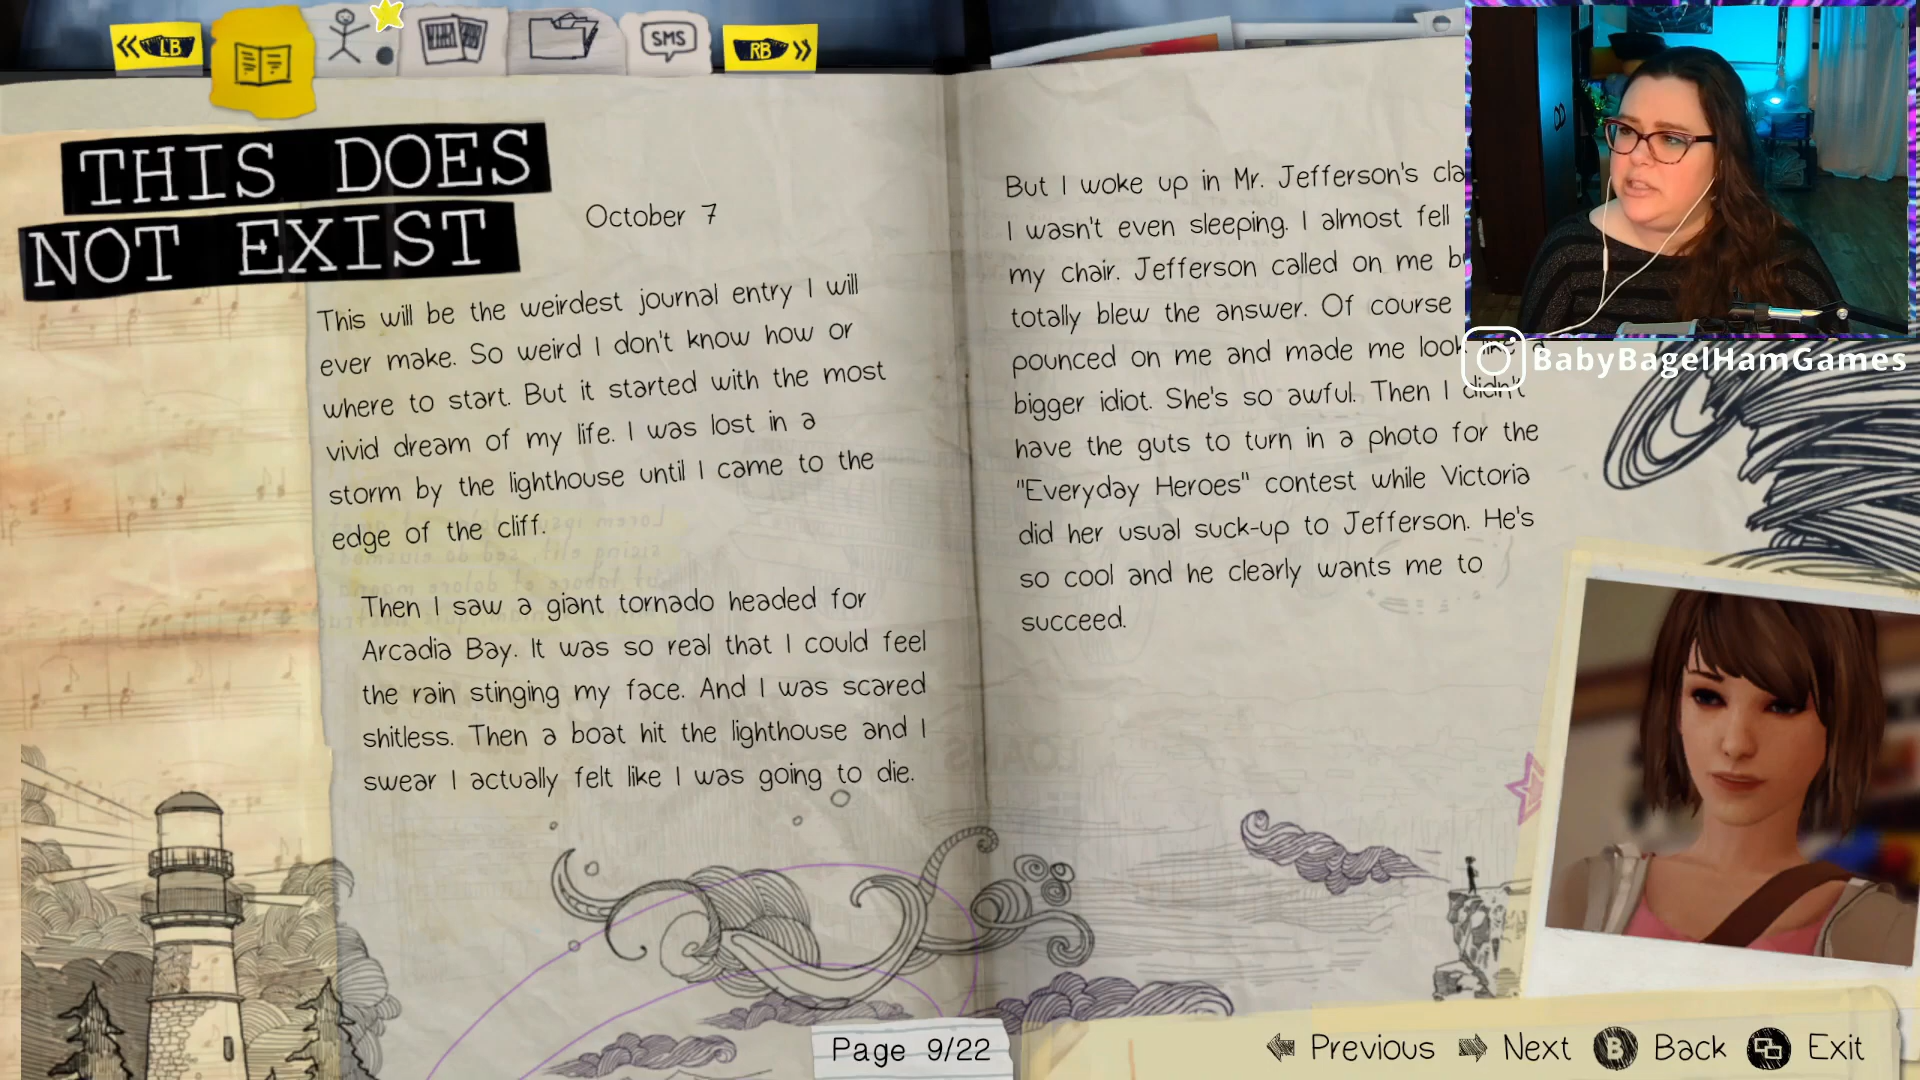 LB
SMS
RB
THIS DOES
NOT EXIST
October 7
This will be the weirdest journal entry I will
ever make. So weird I don't know how or
where to start. But it started with the most
vivid dream of my life. I was lost in a
storm by the lighthouse until I came to the
edge of the cliff.
Then I saw a giant tornado headed for
Arcadia Bay. It was so real that I could feel
the rain stinging my face. And I was scared
shitless. Then a boat hit the lighthouse and I
swear I actually felt like I was going to die.
But I woke up in Mr. Jefferson's
I wasn't even sleeping. I almost fell
my chair. Jefferson called on me
totally blew the answer. Of course
pounced on me and made me look
bigger idiot. She's so awful. Then I didn't
have the guts to turn in a photo for the
"Everyday Heroes" contest while Victoria
did her usual suck-up to Jefferson. He's
so cool and he clearly wants me to
succeed.
BabyBagelHamGames
Page 9/22
Previous
Next
B
Back
Exit